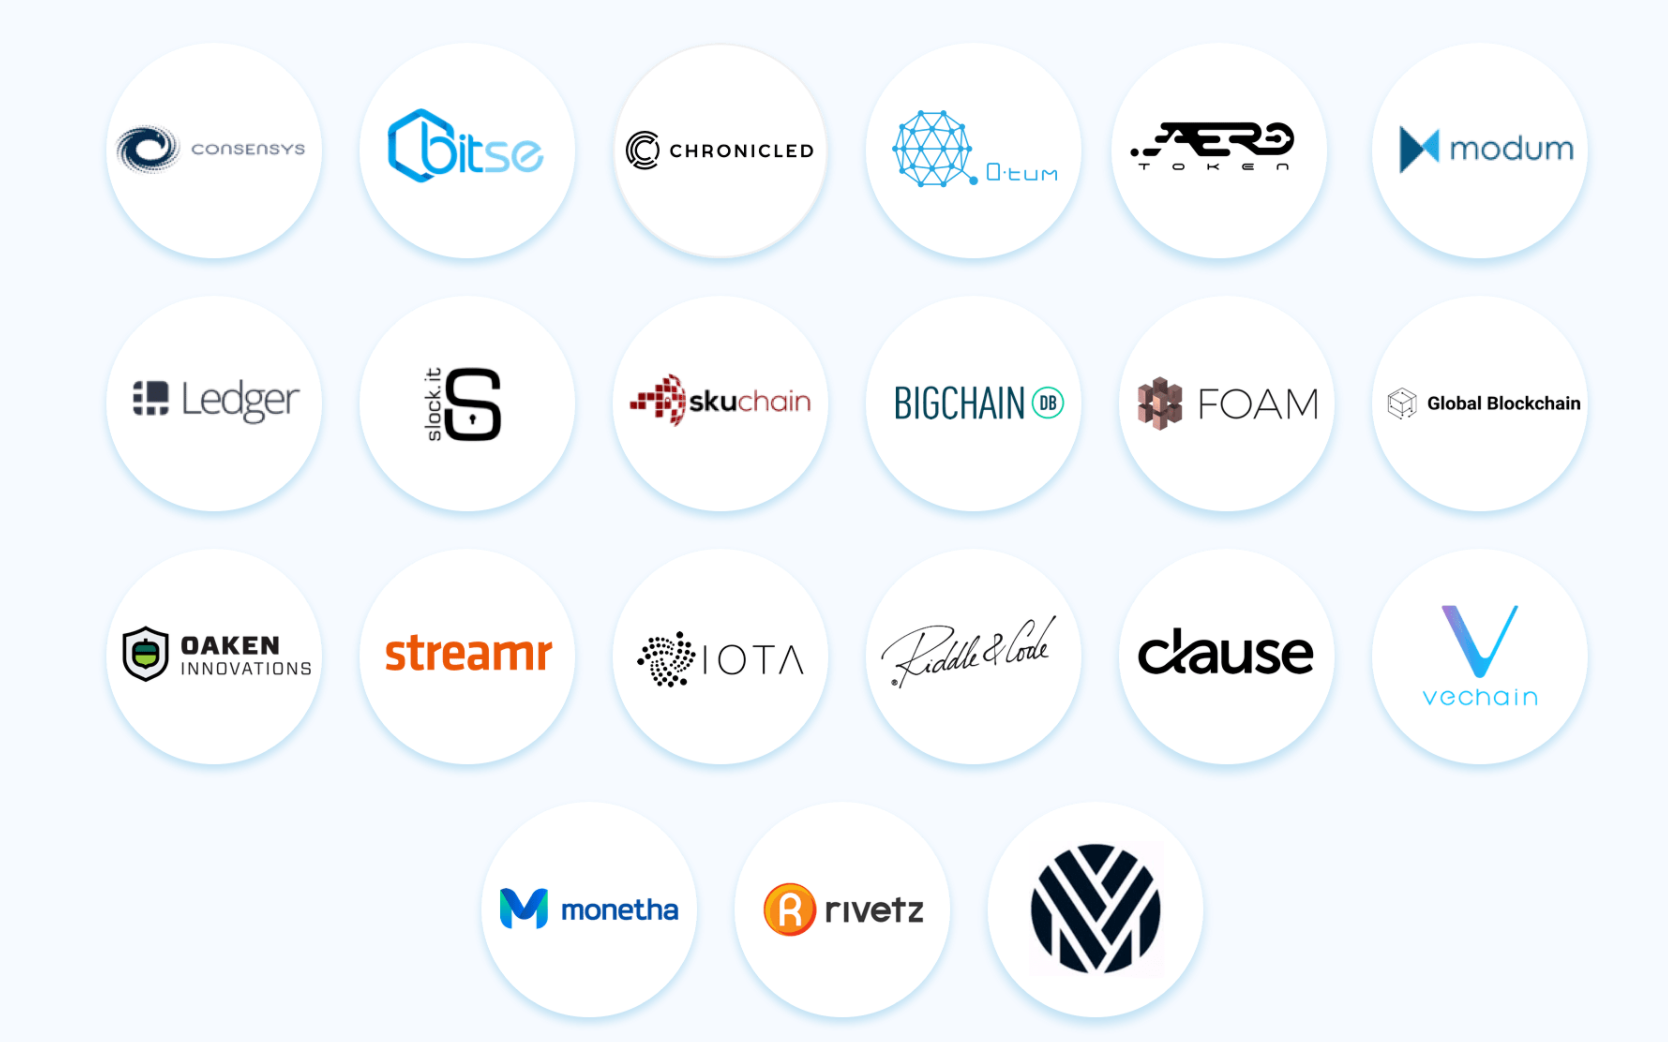 CONSENSYS
bitse
CHRONICLED
Q·tum
AERO
TOKEN
modum
Ledger
slock.it
skuchain
BIGCHAIN DB
FOAM
Global Blockchain
OAKEN
INNOVATIONS
streamr
IOTA
Riddle & Code
®
clause
vechain
monetha
R rivetz